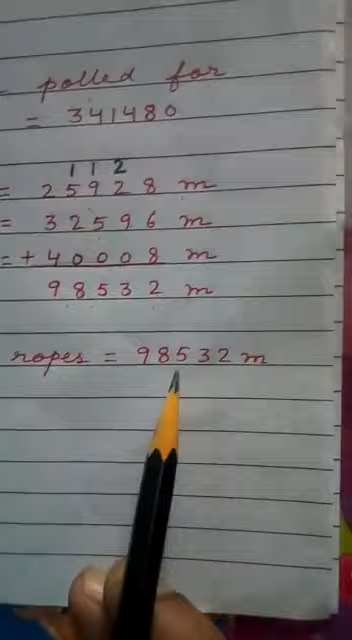 = polled for
= 341480
1 1 2
= 25928 m
= 32596 m
= + 40008 m
98532 m
ropes = 98532 m